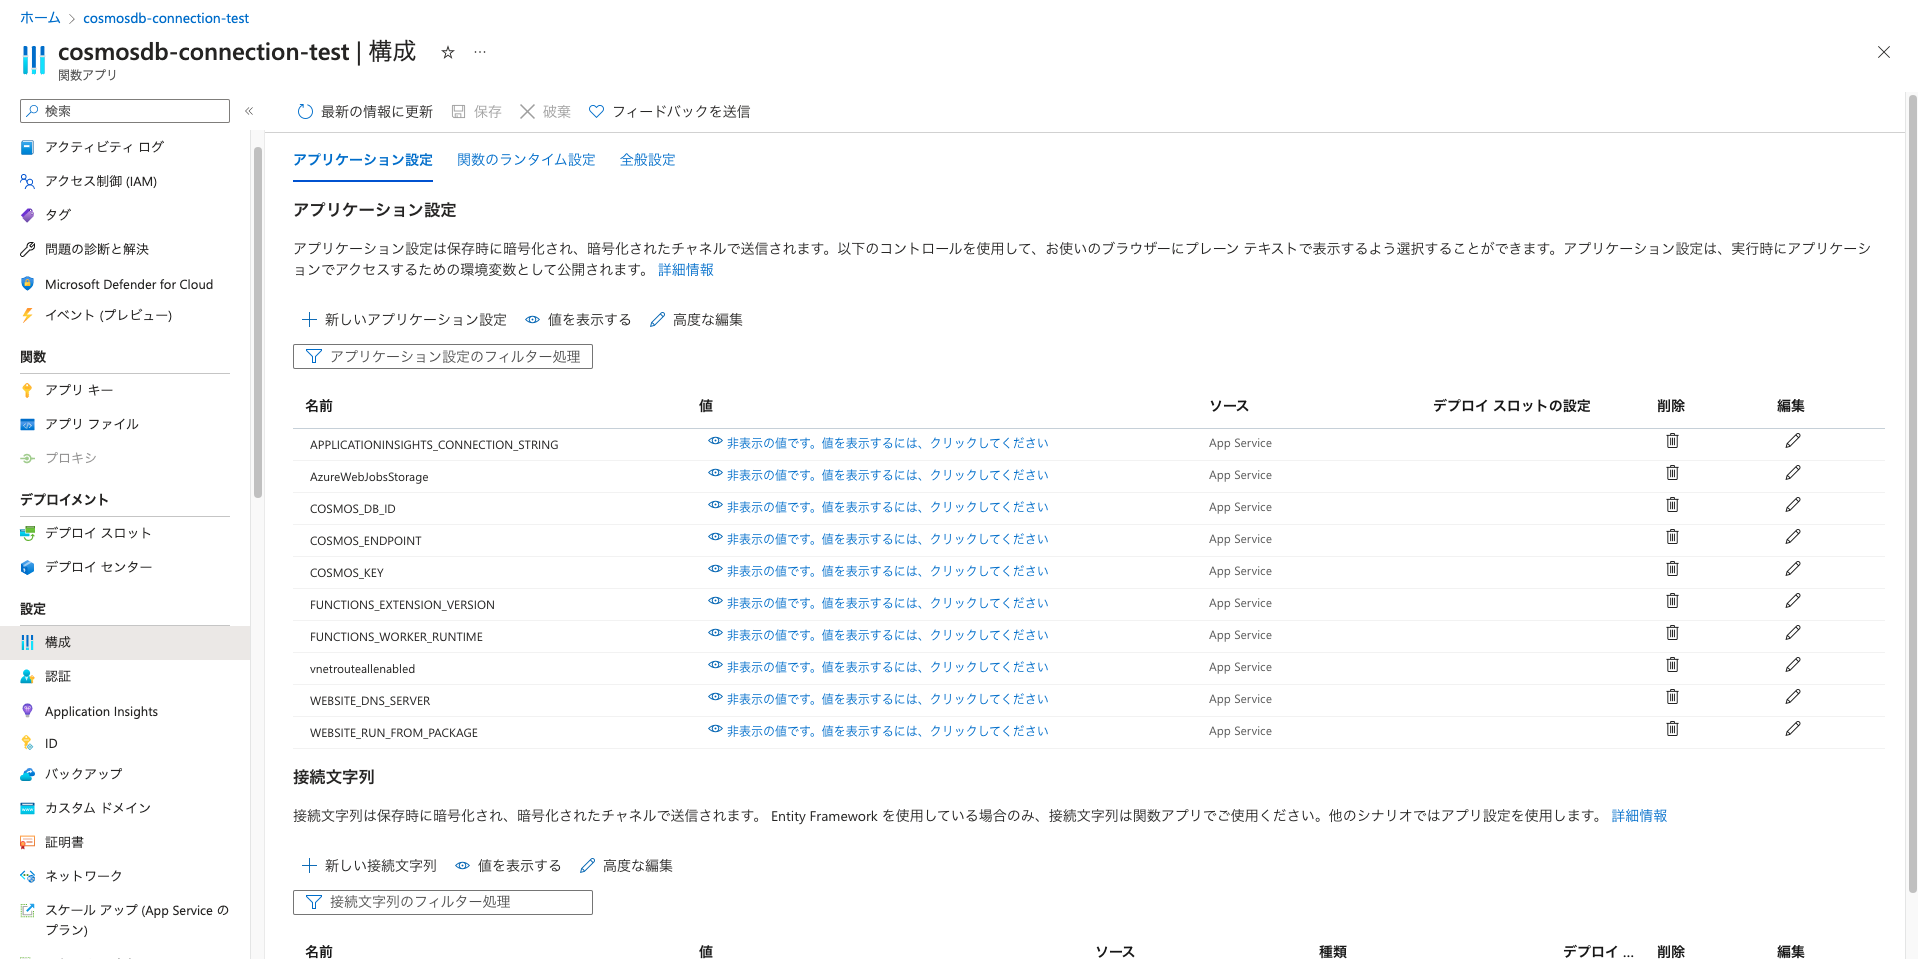 ホーム > cosmosdb-connection-test
cosmosdb-connection-test | 構成 ☆ …
関数アプリ
検索 «
アクティビティ ログ
アクセス制御 (IAM)
タグ
問題の診断と解決
Microsoft Defender for Cloud
イベント (プレビュー)
関数
アプリ キー
アプリ ファイル
プロキシ
デプロイメント
デプロイ スロット
デプロイ センター
設定
構成
認証
Application Insights
ID
バックアップ
カスタム ドメイン
証明書
ネットワーク
スケール アップ (App Service の
プラン)
最新の情報に更新 保存 破棄 フィードバックを送信
アプリケーション設定 関数のランタイム設定 全般設定
アプリケーション設定
アプリケーション設定は保存時に暗号化され、暗号化されたチャネルで送信されます。以下のコントロールを使用して、お使いのブラウザーにプレーン テキストで表示するよう選択することができます。アプリケーション設定は、実行時にアプリケーシ
ョンでアクセスするための環境変数として公開されます。 詳細情報
新しいアプリケーション設定 値を表示する 高度な編集
アプリケーション設定のフィルター処理
名前 値 ソース デプロイ スロットの設定 削除 編集
APPLICATIONINSIGHTS_CONNECTION_STRING 非表示の値です。値を表示するには、クリックしてください App Service
AzureWebJobsStorage 非表示の値です。値を表示するには、クリックしてください App Service
COSMOS_DB_ID 非表示の値です。値を表示するには、クリックしてください App Service
COSMOS_ENDPOINT 非表示の値です。値を表示するには、クリックしてください App Service
COSMOS_KEY 非表示の値です。値を表示するには、クリックしてください App Service
FUNCTIONS_EXTENSION_VERSION 非表示の値です。値を表示するには、クリックしてください App Service
FUNCTIONS_WORKER_RUNTIME 非表示の値です。値を表示するには、クリックしてください App Service
vnetrouteallenabled 非表示の値です。値を表示するには、クリックしてください App Service
WEBSITE_DNS_SERVER 非表示の値です。値を表示するには、クリックしてください App Service
WEBSITE_RUN_FROM_PACKAGE 非表示の値です。値を表示するには、クリックしてください App Service
接続文字列
接続文字列は保存時に暗号化され、暗号化されたチャネルで送信されます。 Entity Framework を使用している場合のみ、接続文字列は関数アプリでご使用ください。他のシナリオではアプリ設定を使用します。 詳細情報
新しい接続文字列 値を表示する 高度な編集
接続文字列のフィルター処理
名前 値 ソース 種類 デプロイ ... 削除 編集